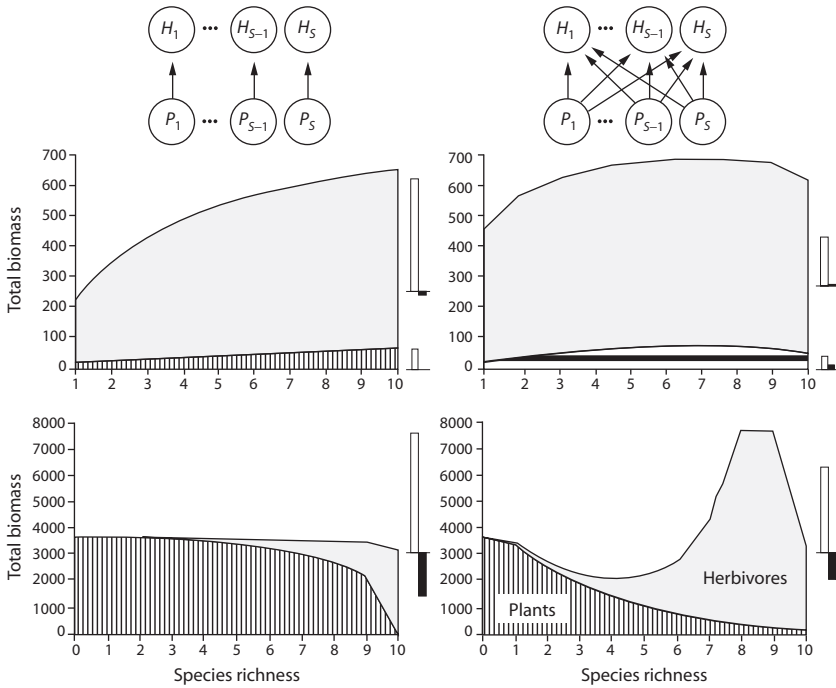 H1 ••• HS–1 HS
H1 ••• HS–1 HS
P1 ••• PS–1 PS
P1 ••• PS–1 PS
Total biomass
700
600
500
400
300
200
100
0
1 2 3 4 5 6 7 8 9 10
700
600
500
400
300
200
100
0
1 2 3 4 5 6 7 8 9 10
Total biomass
8000
7000
6000
5000
4000
3000
2000
1000
0
0 1 2 3 4 5 6 7 8 9 10
Species richness
8000
7000
6000
5000
4000
3000
2000
1000
0
Herbivores
Plants
0 1 2 3 4 5 6 7 8 9 10
Species richness